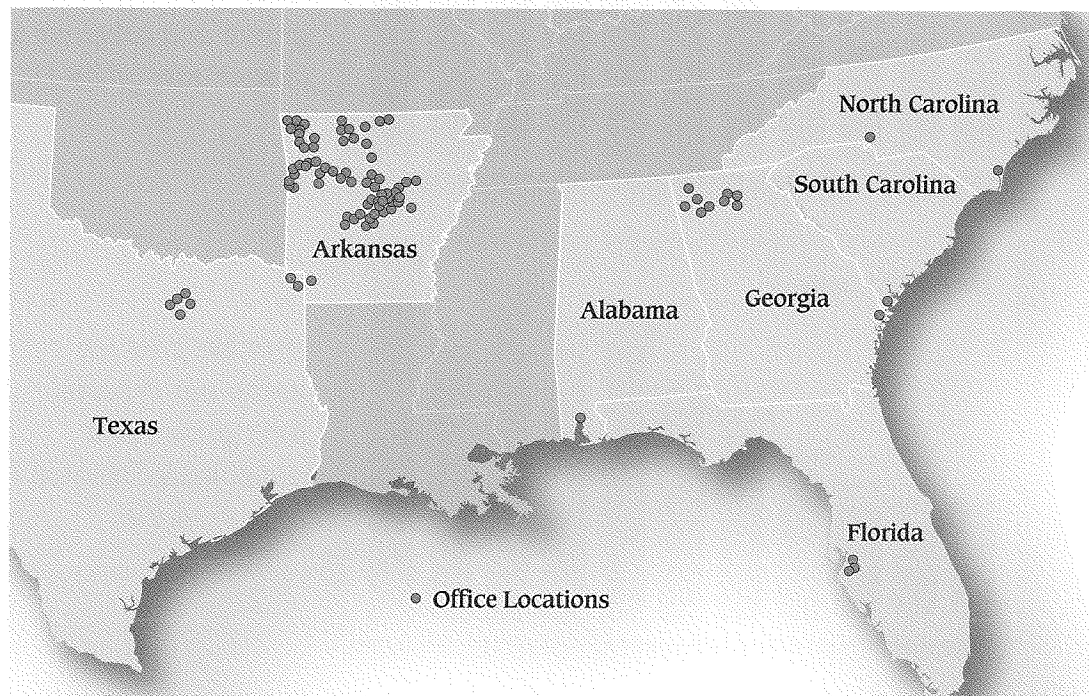 North Carolina
South Carolina
Arkansas
Alabama
Georgia
Texas
Florida
Office Locations